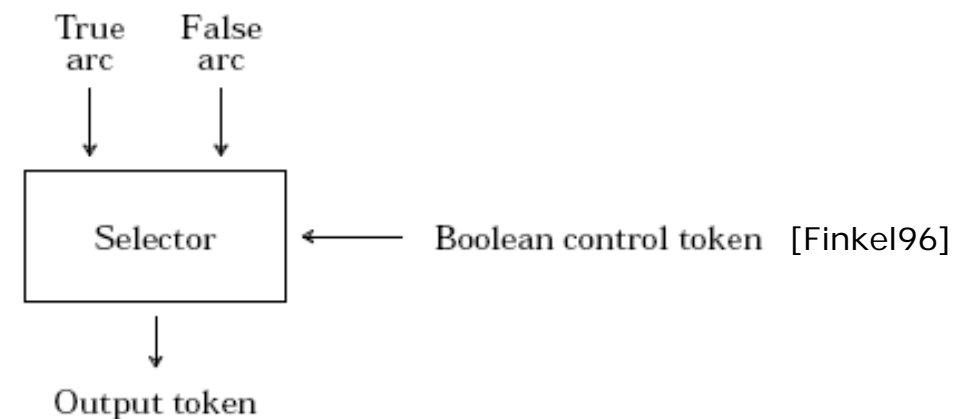 True False
arc arc
Selector
Boolean control token [Finkel96]
Output token